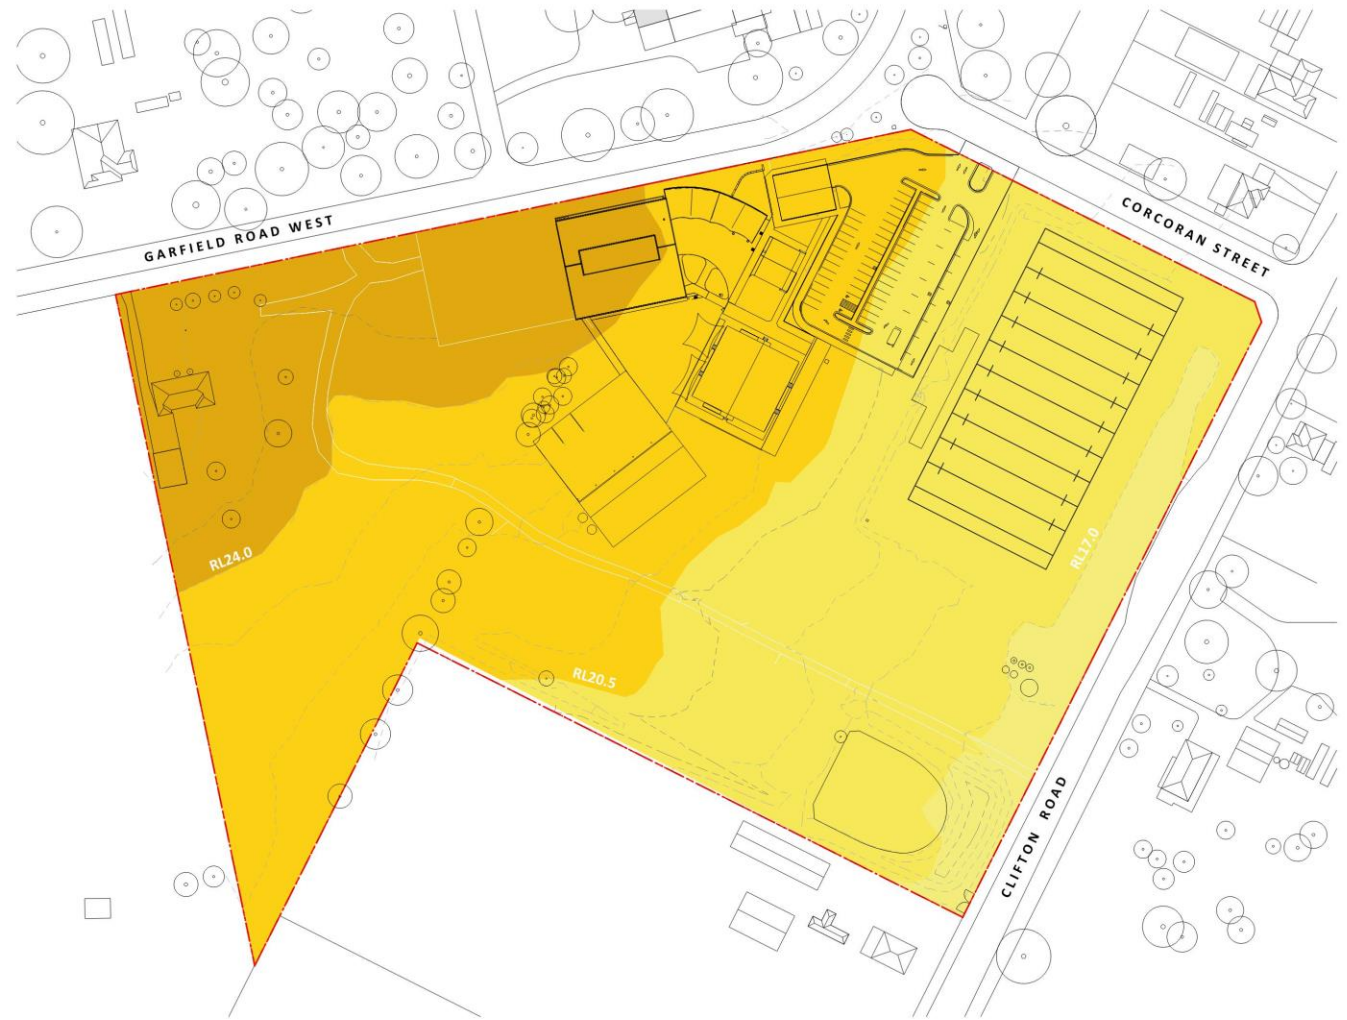 GARFIELD ROAD WEST
CORCORAN STREET
RL24.0
RL17.0
RL20.5
CLIFTON ROAD